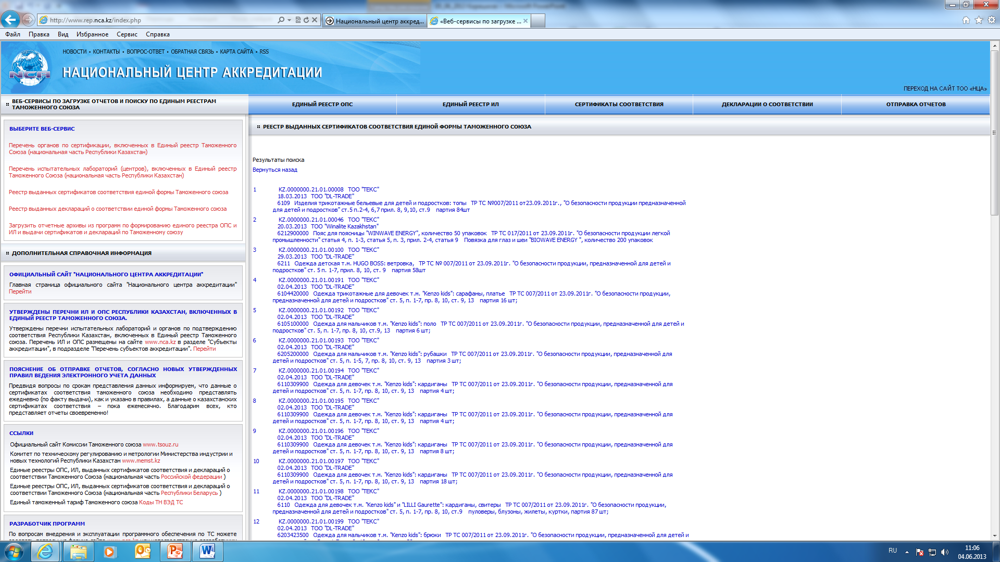 http://www.rep.nca.kz/index.php
Национальный центр аккред...
«Веб-сервисы по загрузке ...
Файл Правка Вид Избранное Сервис Справка
НОВОСТИ • КОНТАКТЫ • ВОПРОС-ОТВЕТ • ОБРАТНАЯ СВЯЗЬ • КАРТА САЙТА • RSS
NCA
НАЦИОНАЛЬНЫЙ ЦЕНТР АККРЕДИТАЦИИ
ПЕРЕХОД НА САЙТ ТОО «НЦА»
ВЕБ-СЕРВИСЫ ПО ЗАГРУЗКЕ ОТЧЕТОВ И ПОИСКУ ПО ЕДИНЫМ РЕЕСТРАМ
ТАМОЖЕННОГО СОЮЗА
ЕДИНЫЙ РЕЕСТР ОПС
ЕДИНЫЙ РЕЕСТР ИЛ
СЕРТИФИКАТЫ СООТВЕТСТВИЯ
ДЕКЛАРАЦИИ О СООТВЕТСТВИИ
ОТПРАВКА ОТЧЕТОВ
ВЫБЕРИТЕ ВЕБ-СЕРВИС
Перечень органов по сертификации, включенных в Единый реестр Таможенного
Союза (национальная часть Республики Казахстан)
Перечень испытательных лабораторий (центров), включенных в Единый реестр
Таможенного Союза (национальная часть Республики Казахстан)
Реестр выданных сертификатов соответствия единой формы Таможенного союза
Реестр выданных деклараций о соответствии единой формы Таможенного союза
Загрузить отчетные архивы из программ по формированию единого реестра ОПС и
ИЛ и выдачи сертификатов и деклараций по Таможенному союзу
ДОПОЛНИТЕЛЬНАЯ СПРАВОЧНАЯ ИНФОРМАЦИЯ
ОФИЦИАЛЬНЫЙ САЙТ "НАЦИОНАЛЬНОГО ЦЕНТРА АККРЕДИТАЦИИ"
Главная страница официального сайта "Национального центра аккредитации"
Перейти
УТВЕРЖДЕНЫ ПЕРЕЧНИ ИЛ И ОПС РЕСПУБЛИКИ КАЗАХСТАН, ВКЛЮЧЕННЫХ В
ЕДИНЫЙ РЕЕСТР ТАМОЖЕННОГО СОЮЗА.
Утверждены перечни испытательных лабораторий и органов по подтверждению
соответствия Республики Казахстан, включенных в Единый реестр Таможенного
союза. Перечень ИЛ и ОПС размещены на сайте www.nca.kz в разделе "Субъекты
аккредитации", в подразделе "Перечень субъектов аккредитации". Перейти
ПОЯСНЕНИЕ ОБ ОТПРАВКЕ ОТЧЕТОВ, СОГЛАСНО НОВЫХ УТВЕРЖДЕННЫХ
ПРАВИЛ ВЕДЕНИЯ ЭЛЕКТРОННОГО УЧЕТА ДАННЫХ
Предвидя вопросы по срокам представления данных информируем, что данные о
сертификатах соответствия таможенного союза необходимо представлять
ежедневно (по факту выдачи), как и указано в правилах, а данные о казахстанских
сертификатах соответствия – пока ежемесячно. Благодарим всех, кто
представляет отчеты своевременно!
ССЫЛКИ
Официальный сайт Комиссии Таможенного союза www.tsouz.ru
Комитет по техническому регулированию и метрологии Министерства индустрии и
новых технологий Республики Казахстан www.memst.kz
Единые реестры ОПС, ИЛ, выданных сертификатов соответствия и деклараций о
соответствии Таможенного Союза (национальная часть Российской федерации )
Единые реестры ОПС, ИЛ, выданных сертификатов соответствия и деклараций о
соответствии Таможенного Союза (национальная часть Республики Беларусь )
Единый таможенный тариф Таможенного союза Коды ТН ВЭД ТС
РАЗРАБОТЧИК ПРОГРАММ
По вопросам внедрения и эксплуатации программного обеспечения по ТС можете
РЕЕСТР ВЫДАННЫХ СЕРТИФИКАТОВ СООТВЕТСТВИЯ ЕДИНОЙ ФОРМЫ ТАМОЖЕННОГО СОЮЗА
Результаты поиска
Вернуться назад
1 KZ.0000000.21.01.00008 ТОО "ТЕКС"
18.03.2013 ТОО "DL-TRADE"
6109 Изделия трикотажные бельевые для детей и подростков: топы ТР ТС №007/2011 от23.09.2011г., "О безопасности продукции предназначенной
для детей и подростков" ст.5 п.2-4, 6,7 прил. 8, 9,10, ст.9 партия 84шт
2 KZ.0000000.21.01.00046 ТОО "ТЕКС"
20.03.2013 ТОО "Winalite Kazakhstan"
6212900000 Пояс для поясницы "WINWAVE ENERGY", количество 50 упаковок ТР ТС 017/2011 от 23.09.2011г. "О безопасности продукции легкой
промышленности" статья 4, п. 1-3, статья 5, п. 3, прил. 2-4, статья 9 Повязка для глаз и шеи "BIOWAVE ENERGY ", количество 200 упаковок
3 KZ.0000000.21.01.00100 ТОО "ТЕКС"
29.03.2013 ТОО "DL-TRADE"
6211 Одежда детская т.м. HUGO BOSS: ветровка, ТР ТС № 007/2011 от 23.09.2011г. "О безопасности продукции, предназначенной для детей и
подростков" ст. 5 п. 1-7, прил. 8, 10, ст. 9 партия 58шт
4 KZ.0000000.21.01.00191 ТОО "ТЕКС"
02.04.2013 ТОО "DL-TRADE"
6104420000 Одежда трикотажные для девочек т.м. "Kenzo kids": сарафаны, платье ТР ТС 007/2011 от 23.09.2011г. "О безопасности продукции,
предназначенной для детей и подростков" ст. 5, п. 1-7, пр. 8, 10, ст. 9, 13 партия 16 шт;
5 KZ.0000000.21.01.00192 ТОО "ТЕКС"
02.04.2013 ТОО "DL-TRADE"
6105100000 Одежда для мальчиков т.м. "Kenzo kids": поло ТР ТС 007/2011 от 23.09.2011г. "О безопасности продукции, предназначенной для детей и
подростков" ст. 5, п. 1-7, пр. 8, 10, ст.9, 13 партия 6 шт;
6 KZ.0000000.21.01.00193 ТОО "ТЕКС"
02.04.2013 ТОО "DL-TRADE"
6205200000 Одежда для мальчиков т.м. "Kenzo kids": рубашки ТР ТС 007/2011 от 23.09.2011г. "О безопасности продукции, предназначенной для
детей и подростков" ст. 5, п. 1-5, 7, пр. 8, 10, ст. 9, 13 партия 3 шт;
7 KZ.0000000.21.01.00194 ТОО "ТЕКС"
02.04.2013 ТОО "DL-TRADE"
6110309900 Одежда для девочек т.м. "Kenzo kids": кардиганы ТР ТС 007/2011 от 23.09.2011г. "О безопасности продукции, предназначенной для
детей и подростков" ст. 5, п. 1-7, пр. 8, 10, ст. 9, 13 партия 4 шт;
8 KZ.0000000.21.01.00195 ТОО "ТЕКС"
02.04.2013 ТОО "DL-TRADE"
6110309900 Одежда для девочек т.м. "Kenzo kids": кардиганы ТР ТС 007/2011 от 23.09.2011г. "О безопасности продукции, предназначенной для
детей и подростков" ст. 5, п. 1-7, пр. 8, 10, ст. 9, 13 партия 4 шт;
9 KZ.0000000.21.01.00196 ТОО "ТЕКС"
02.04.2013 ТОО "DL-TRADE"
6110309900 Одежда для девочек т.м. "Kenzo kids": кардиганы ТР ТС 007/2011 от 23.09.2011г. "О безопасности продукции, предназначенной для
детей и подростков" ст. 5, п. 1-7, пр. 8, 10, ст. 9, 13 партия 8 шт;
10 KZ.0000000.21.01.00197 ТОО "ТЕКС"
02.04.2013 ТОО "DL-TRADE"
6110309900 Одежда для девочек т.м. "Kenzo kids": кардиганы ТР ТС 007/2011 от 23.09.2011г. "О безопасности продукции, предназначенной для
детей и подростков" ст. 5, п. 1-7, пр. 8, 10, ст. 9, 13 партия 18 шт;
11 KZ.0000000.21.01.00198 ТОО "ТЕКС"
02.04.2013 ТОО "DL-TRADE"
6110 Одежда для девочек т.м. "Kenzo kids" и "LILLI Gaurette": кардиганы, свитеры ТР ТС 007/2011 от 23.09.2011г. "О безопасности продукции,
предназначенной для детей и подростков" ст. 5, п. 1-7, пр. 8, 10, ст.9 пуловеры, блузоны, жилеты, куртки, партия 87 шт;
12 KZ.0000000.21.01.00199 ТОО "ТЕКС"
02.04.2013 ТОО "DL-TRADE"
6203423500 Одежда для мальчиков т.м. "Kenzo kids": брюки ТР ТС 007/2011 от 23.09.2011г. "О безопасности продукции, предназначенной для детей и
RU
11:06
04.06.2013